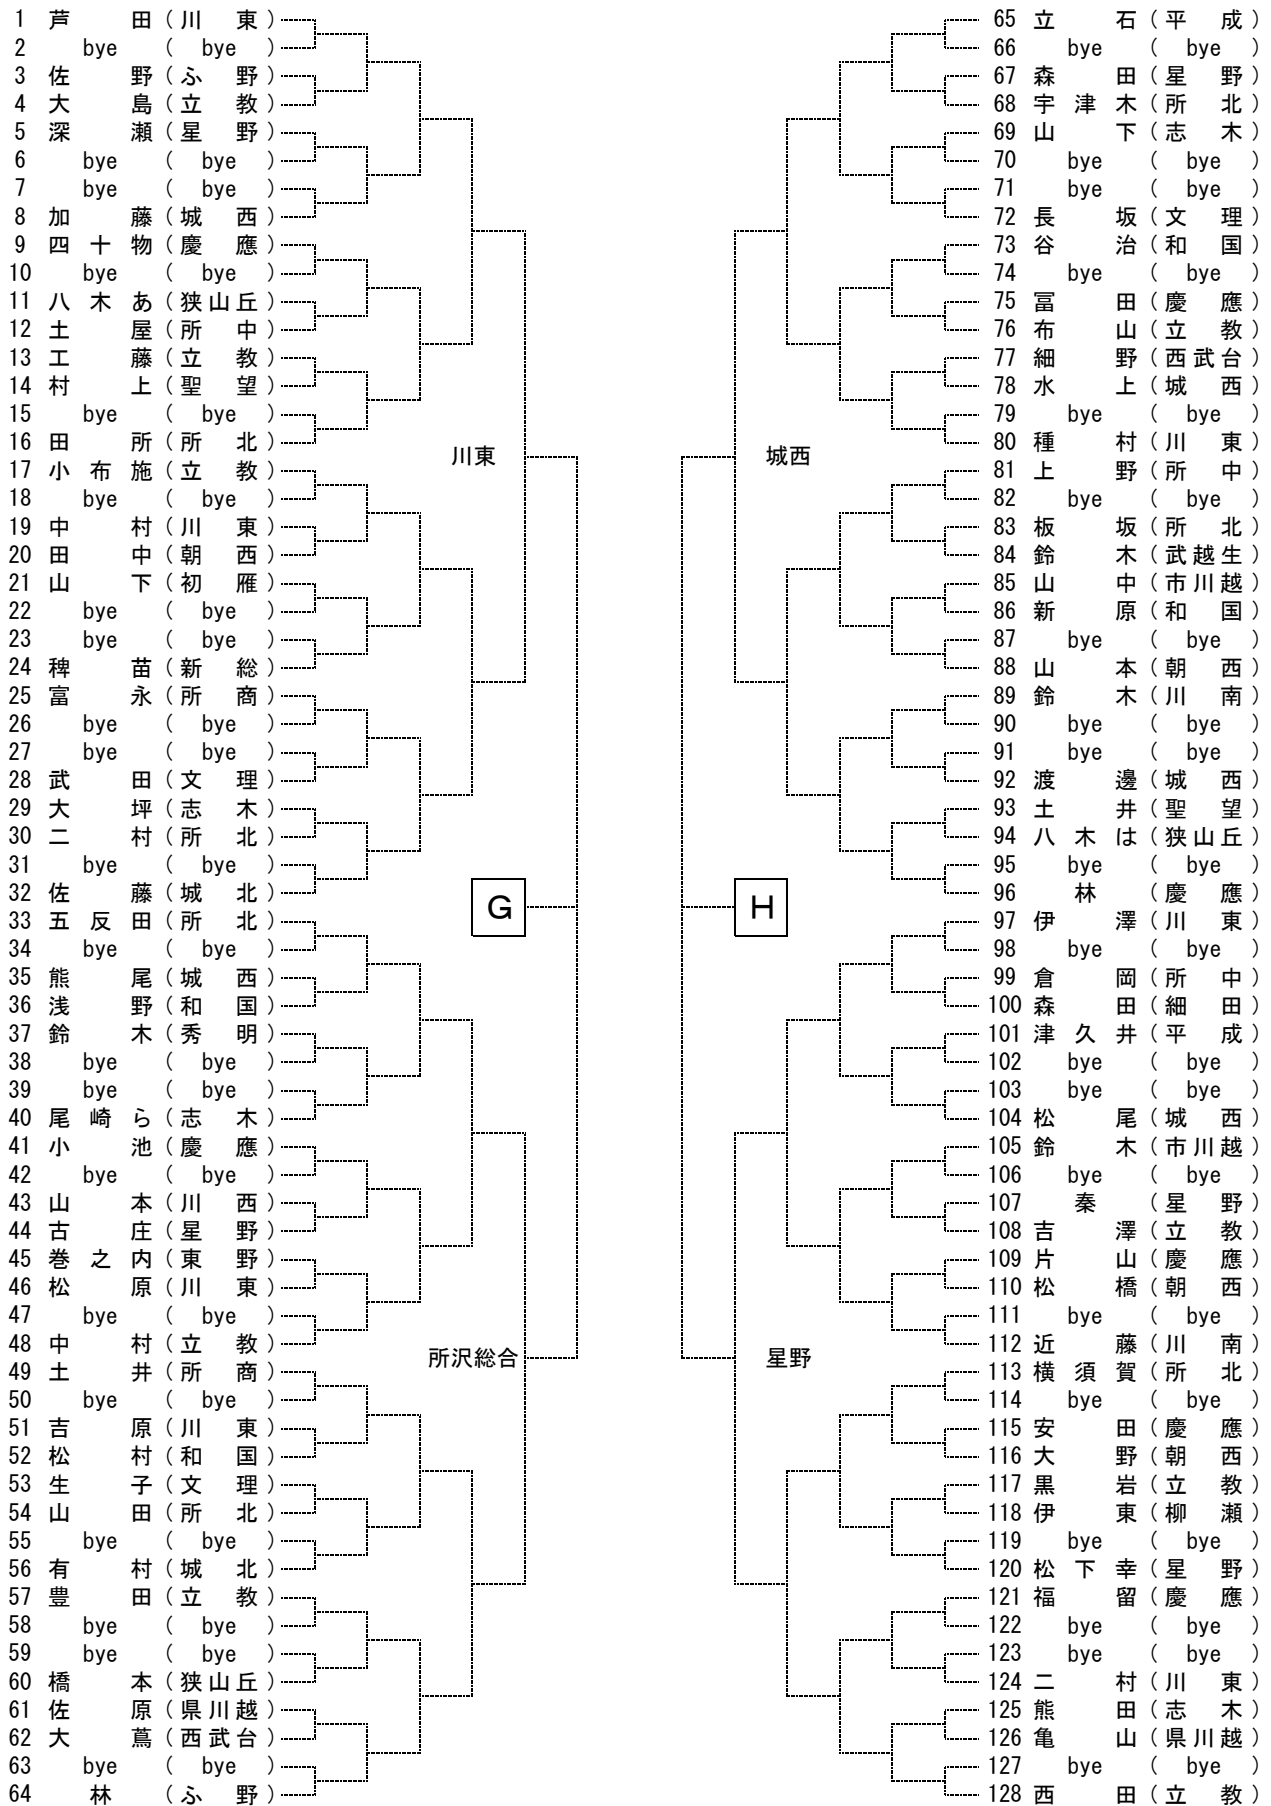 1 芦田(川東)
2 bye(bye)
3 佐野(ふ野)
4 大島(立教)
5 深瀬(星野)
6 bye(bye)
7 bye(bye)
8 加藤(城西)
9 四十物(慶應)
10 bye(bye)
11 八木あ(狭山丘)
12 土屋(所中)
13 工藤(立教)
14 村上(聖望)
15 bye(bye)
16 田所(所北)
川東
17 小布施(立教)
18 bye(bye)
19 中村(川東)
20 田中(朝西)
21 山下(初雁)
22 bye(bye)
23 bye(bye)
24 稗苗(新総)
25 富永(所商)
26 bye(bye)
27 bye(bye)
28 武田(文理)
29 大坪(志木)
30 二村(所北)
31 bye(bye)
32 佐藤(城北)
G
33 五反田(所北)
34 bye(bye)
35 熊尾(城西)
36 浅野(和国)
37 鈴木(秀明)
38 bye(bye)
39 bye(bye)
40 尾崎ら(志木)
41 小池(慶應)
42 bye(bye)
43 山本(川西)
44 古庄(星野)
45 巻之内(東野)
46 松原(川東)
47 bye(bye)
48 中村(立教)
所沢総合
49 土井(所商)
50 bye(bye)
51 吉原(川東)
52 松村(和国)
53 生子(文理)
54 山田(所北)
55 bye(bye)
56 有村(城北)
57 豊田(立教)
58 bye(bye)
59 bye(bye)
60 橋本(狭山丘)
61 佐原(県川越)
62 大蔦(西武台)
63 bye(bye)
64 林(ふ野)
65 立石(平成)
66 bye(bye)
67 森田(星野)
68 宇津木(所北)
69 山下(志木)
70 bye(bye)
71 bye(bye)
72 長坂(文理)
73 谷治(和国)
74 bye(bye)
75 冨田(慶應)
76 布山(立教)
77 細野(西武台)
78 水上(城西)
79 bye(bye)
80 種村(川東)
城西
81 上野(所中)
82 bye(bye)
83 板坂(所北)
84 鈴木(武越生)
85 山中(市川越)
86 新原(和国)
87 bye(bye)
88 山本(朝西)
89 鈴木(川南)
90 bye(bye)
91 bye(bye)
92 渡邊(城西)
93 土井(聖望)
94 八木は(狭山丘)
95 bye(bye)
96 林(慶應)
H
97 伊澤(川東)
98 bye(bye)
99 倉岡(所中)
100 森田(細田)
101 津久井(平成)
102 bye(bye)
103 bye(bye)
104 松尾(城西)
105 鈴木(市川越)
106 bye(bye)
107 秦(星野)
108 吉澤(立教)
109 片山(慶應)
110 松橋(朝西)
111 bye(bye)
112 近藤(川南)
星野
113 横須賀(所北)
114 bye(bye)
115 安田(慶應)
116 大野(朝西)
117 黒岩(立教)
118 伊東(柳瀬)
119 bye(bye)
120 松下幸(星野)
121 福留(慶應)
122 bye(bye)
123 bye(bye)
124 二村(川東)
125 熊田(志木)
126 亀山(県川越)
127 bye(bye)
128 西田(立教)